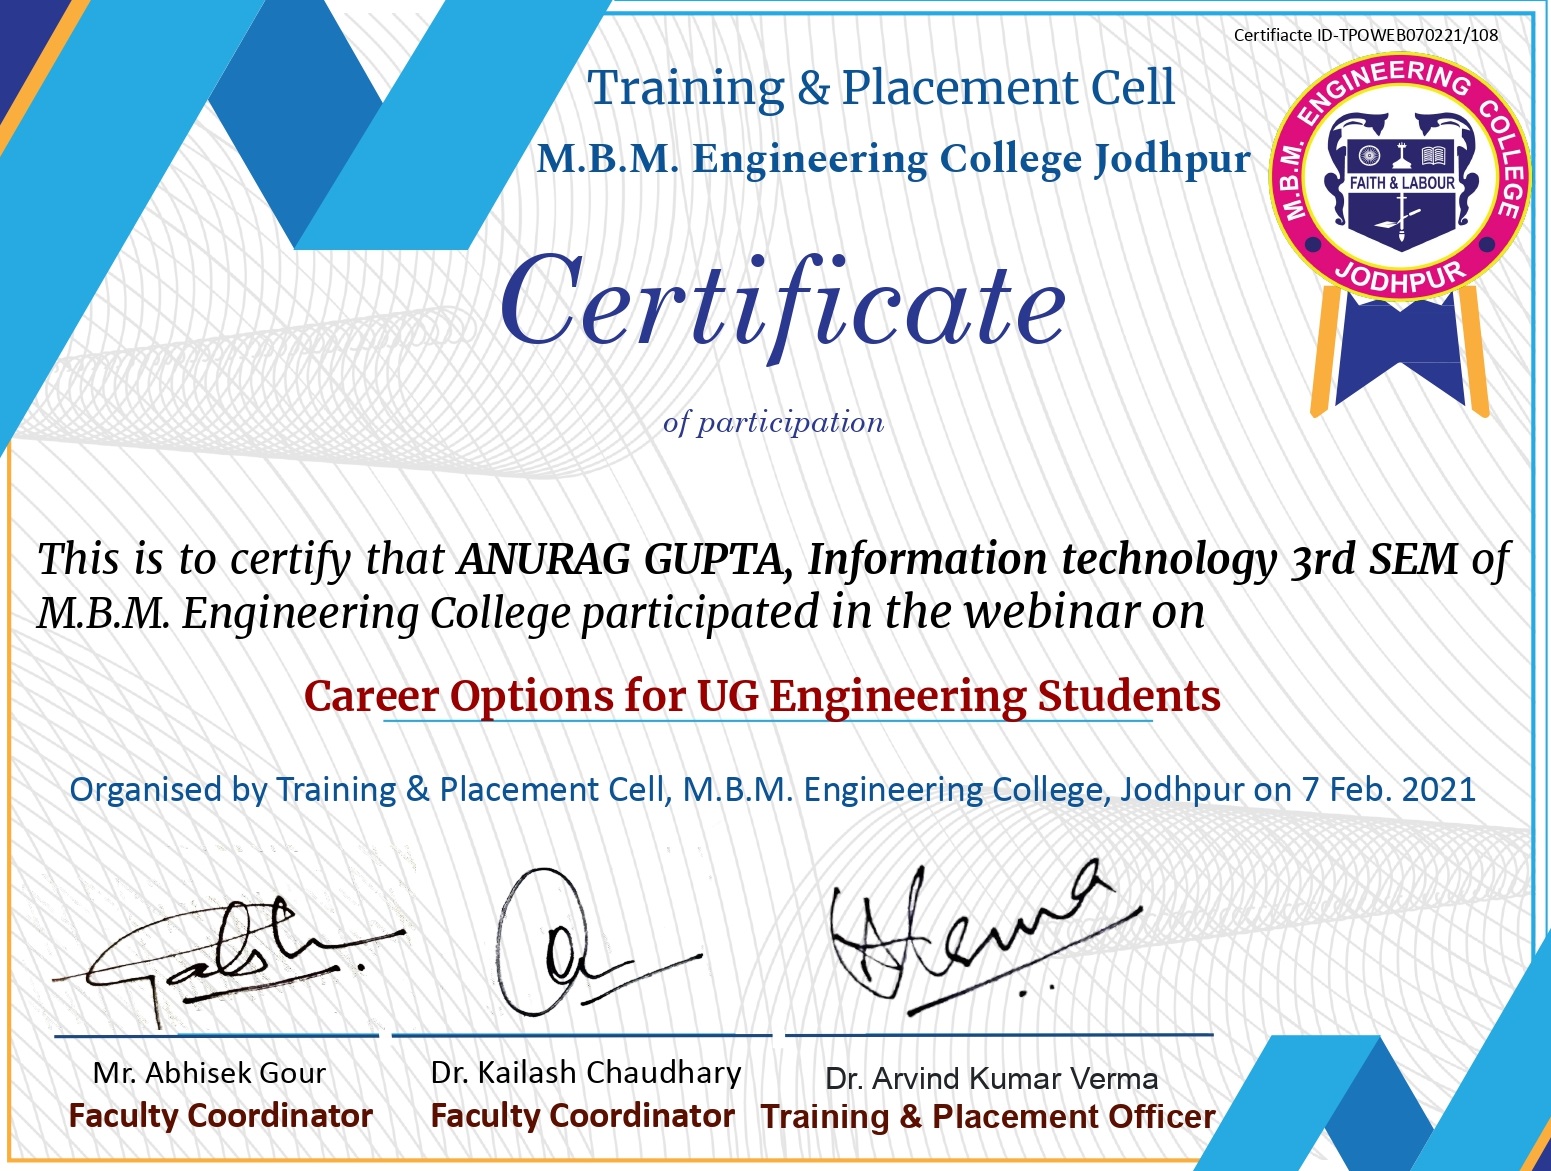 Certifiacte ID-TPOWEB070221/108
Training & Placement Cell
M.B.M. Engineering College Jodhpur
M.B.M. ENGINEERING COLLEGE
FAITH & LABOUR
JODHPUR
Certificate
of participation
This is to certify that ANURAG GUPTA, Information technology 3rd SEM of
M.B.M. Engineering College participated in the webinar on
Career Options for UG Engineering Students
Organised by Training & Placement Cell, M.B.M. Engineering College, Jodhpur on 7 Feb. 2021
Mr. Abhisek Gour
Faculty Coordinator
Dr. Kailash Chaudhary
Faculty Coordinator
Dr. Arvind Kumar Verma
Training & Placement Officer